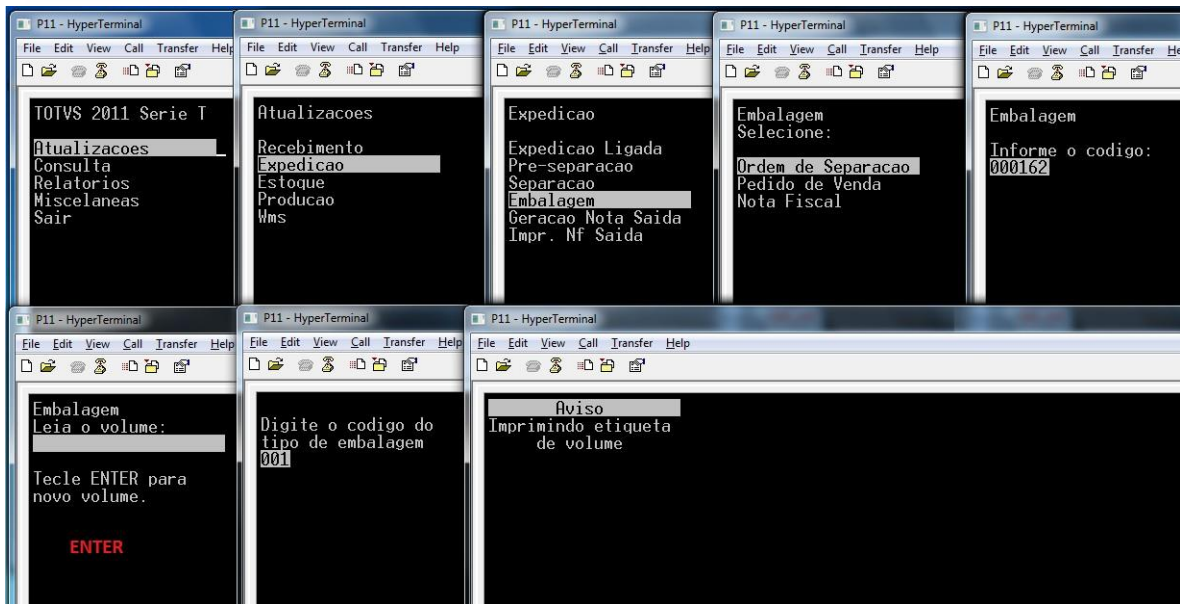 P11 - HyperTerminal
File Edit View Call Transfer Help
TOTVS 2011 Serie T
Atualizacoes
Consulta
Relatorios
Miscelaneas
Sair
P11 - HyperTerminal
File Edit View Call Transfer Help
Atualizacoes
Recebimento
Expedicao
Estoque
Producao
Wms
P11 - HyperTerminal
File Edit View Call Transfer Help
Expedicao
Expedicao Ligada
Pre-separacao
Separacao
Embalagem
Geracao Nota Saida
Impr. Nf Saida
P11 - HyperTerminal
File Edit View Call Transfer Help
Embalagem
Selecione:
Ordem de Separacao
Pedido de Venda
Nota Fiscal
P11 - HyperTerminal
File Edit View Call Transfer He
Embalagem
Informe o codigo:
000162
P11 - HyperTerminal
File Edit View Call Transfer Help
Embalagem
Leia o volume:
Tecle ENTER para
novo volume.
ENTER
P11 - HyperTerminal
File Edit View Call Transfer Help
Digite o codigo do
tipo de embalagem
001
P11 - HyperTerminal
File Edit View Call Transfer Help
Aviso
Imprimindo etiqueta
de volume